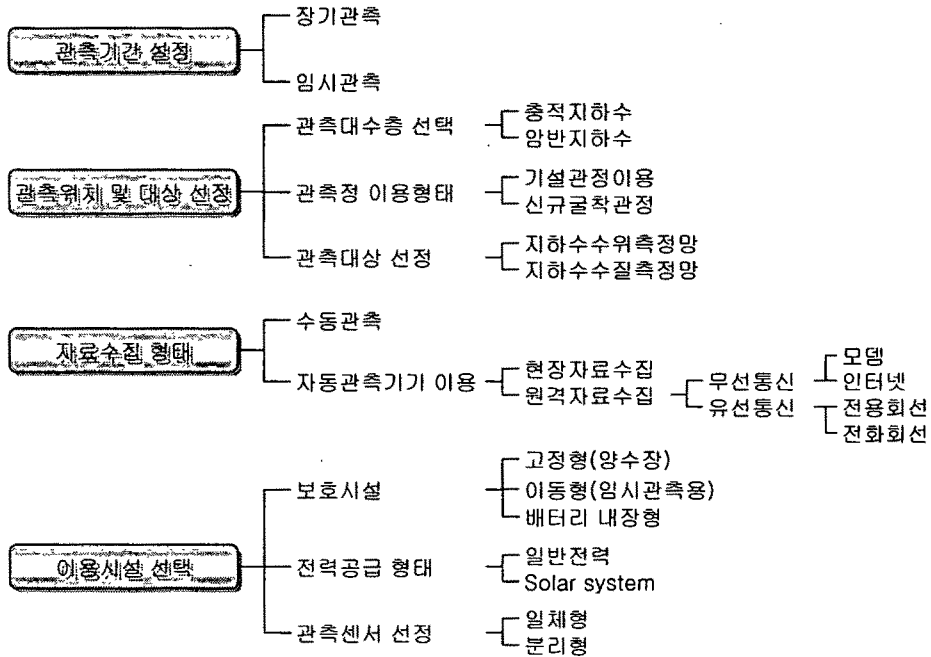 장기관측
관측기간 설정
임시관측
관측대수층 선택
충적지하수
암반지하수
관측위치 및 대상 선정
관측정 이용형태
기설관정이용
신규굴착관정
관측대상 선정
지하수수위측정망
지하수수질측정망
수동관측
자료수집 형태
자동관측기기 이용
현장자료수집
원격자료수집
무선통신
유선통신
모뎀
인터넷
전용회선
전화회선
보호시설
고정형(양수장)
이동형(임시관측용)
배터리 내장형
이용시설 선택
전력공급 형태
일반전력
Solar system
관측센서 선정
일체형
분리형